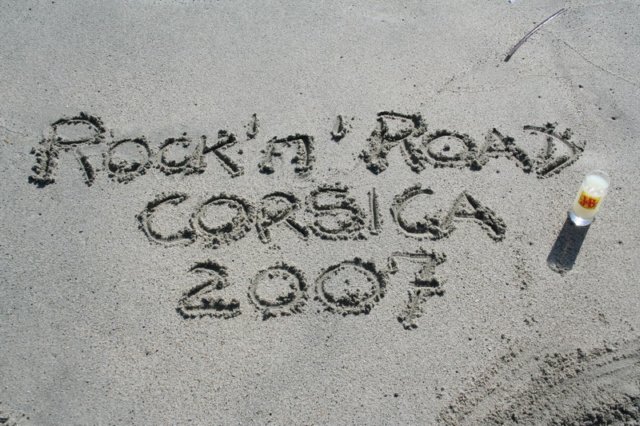 Rock 'n' Road
CORSICA
2007
J&B